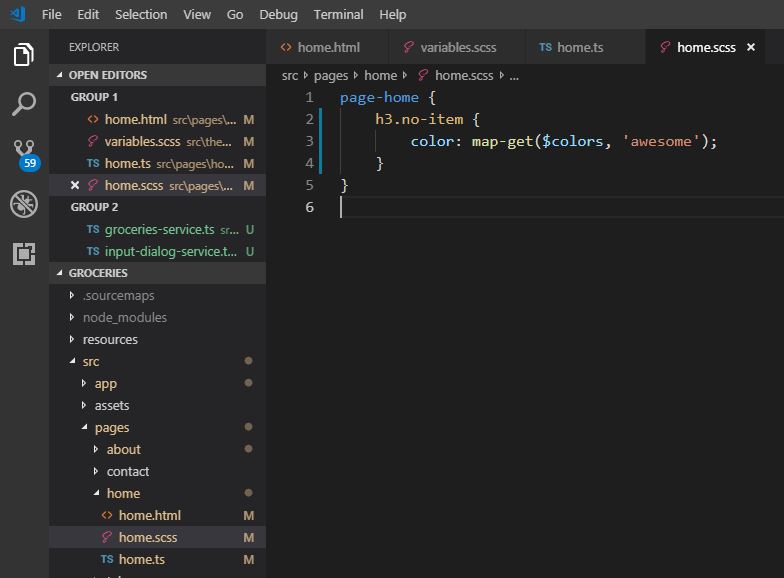 File Edit Selection View Go Debug Terminal Help
EXPLORER
OPEN EDITORS
GROUP 1
home.html src\pages\... M
variables.scss src\the... M
TS home.ts src\pages\ho... M
home.scss src\pages\... M
GROUP 2
TS groceries-service.ts sr... U
TS input-dialog-service.t... U
59
GROCERIES
.sourcemaps
node_modules
resources
src
app
assets
pages
about
contact
home
home.html M
home.scss M
TS home.ts M
home.html variables.scss TS home.ts home.scss
src pages home home.scss ...
1 page-home {
2 h3.no-item {
3 color: map-get($colors, 'awesome');
4 }
5 }
6